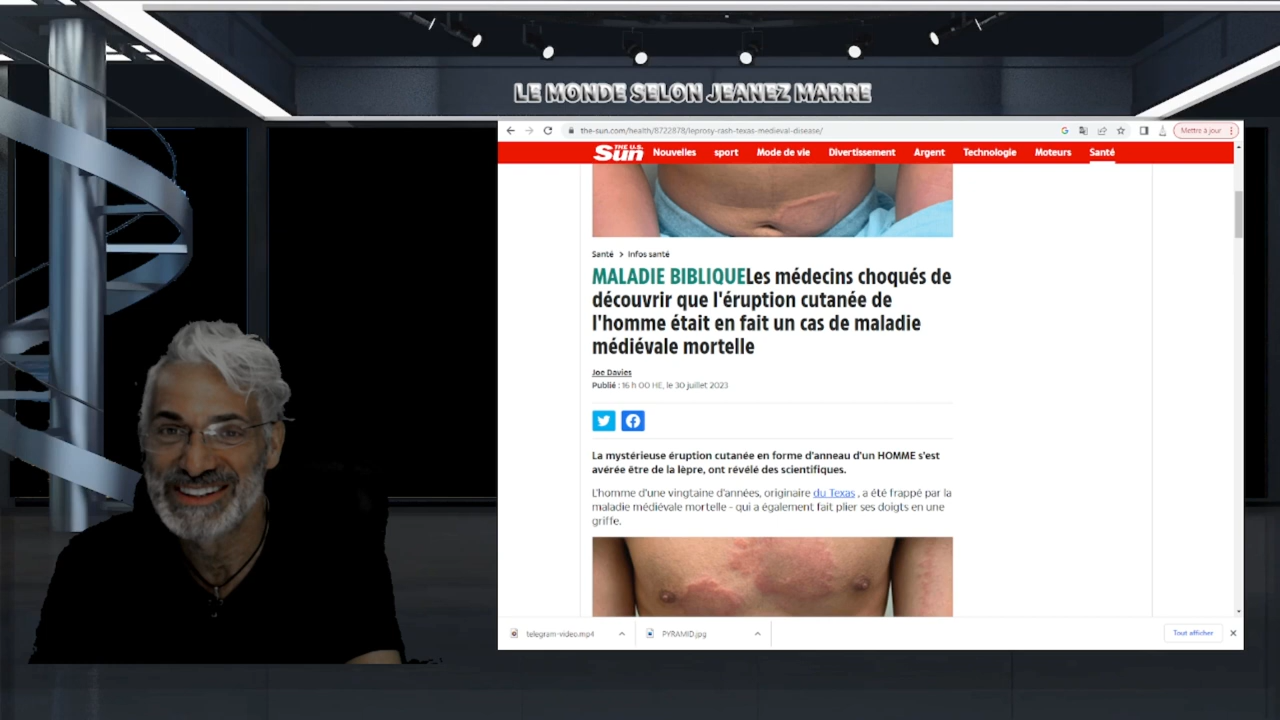 LE MONDE SELON JEANEZ MARRE
the-sun.com/health/8722878/leprosy-cash-texas-medieval-disease/
Mettre à jour
THE U.S. Sun Nouvelles sport Mode de vie Divertissement Argent Technologie Moteurs Santé
Santé > Infos santé
MALADIE BIBLIQUELes médecins choqués de
découvrir que l'éruption cutanée de
l'homme était en fait un cas de maladie
médiévale mortelle
Joe Davies
Publié : 16 h 00 HE, le 30 juillet 2023
La mystérieuse éruption cutanée en forme d'anneau d'un HOMME s'est
avérée être de la lèpre, ont révélé des scientifiques.
L'homme d'une vingtaine d'années, originaire du Texas , a été frappé par la
maladie médiévale mortelle - qui a également fait plier ses doigts en une
griffe.
telegram-video.mp4 PYRAMID.jpg Tout afficher